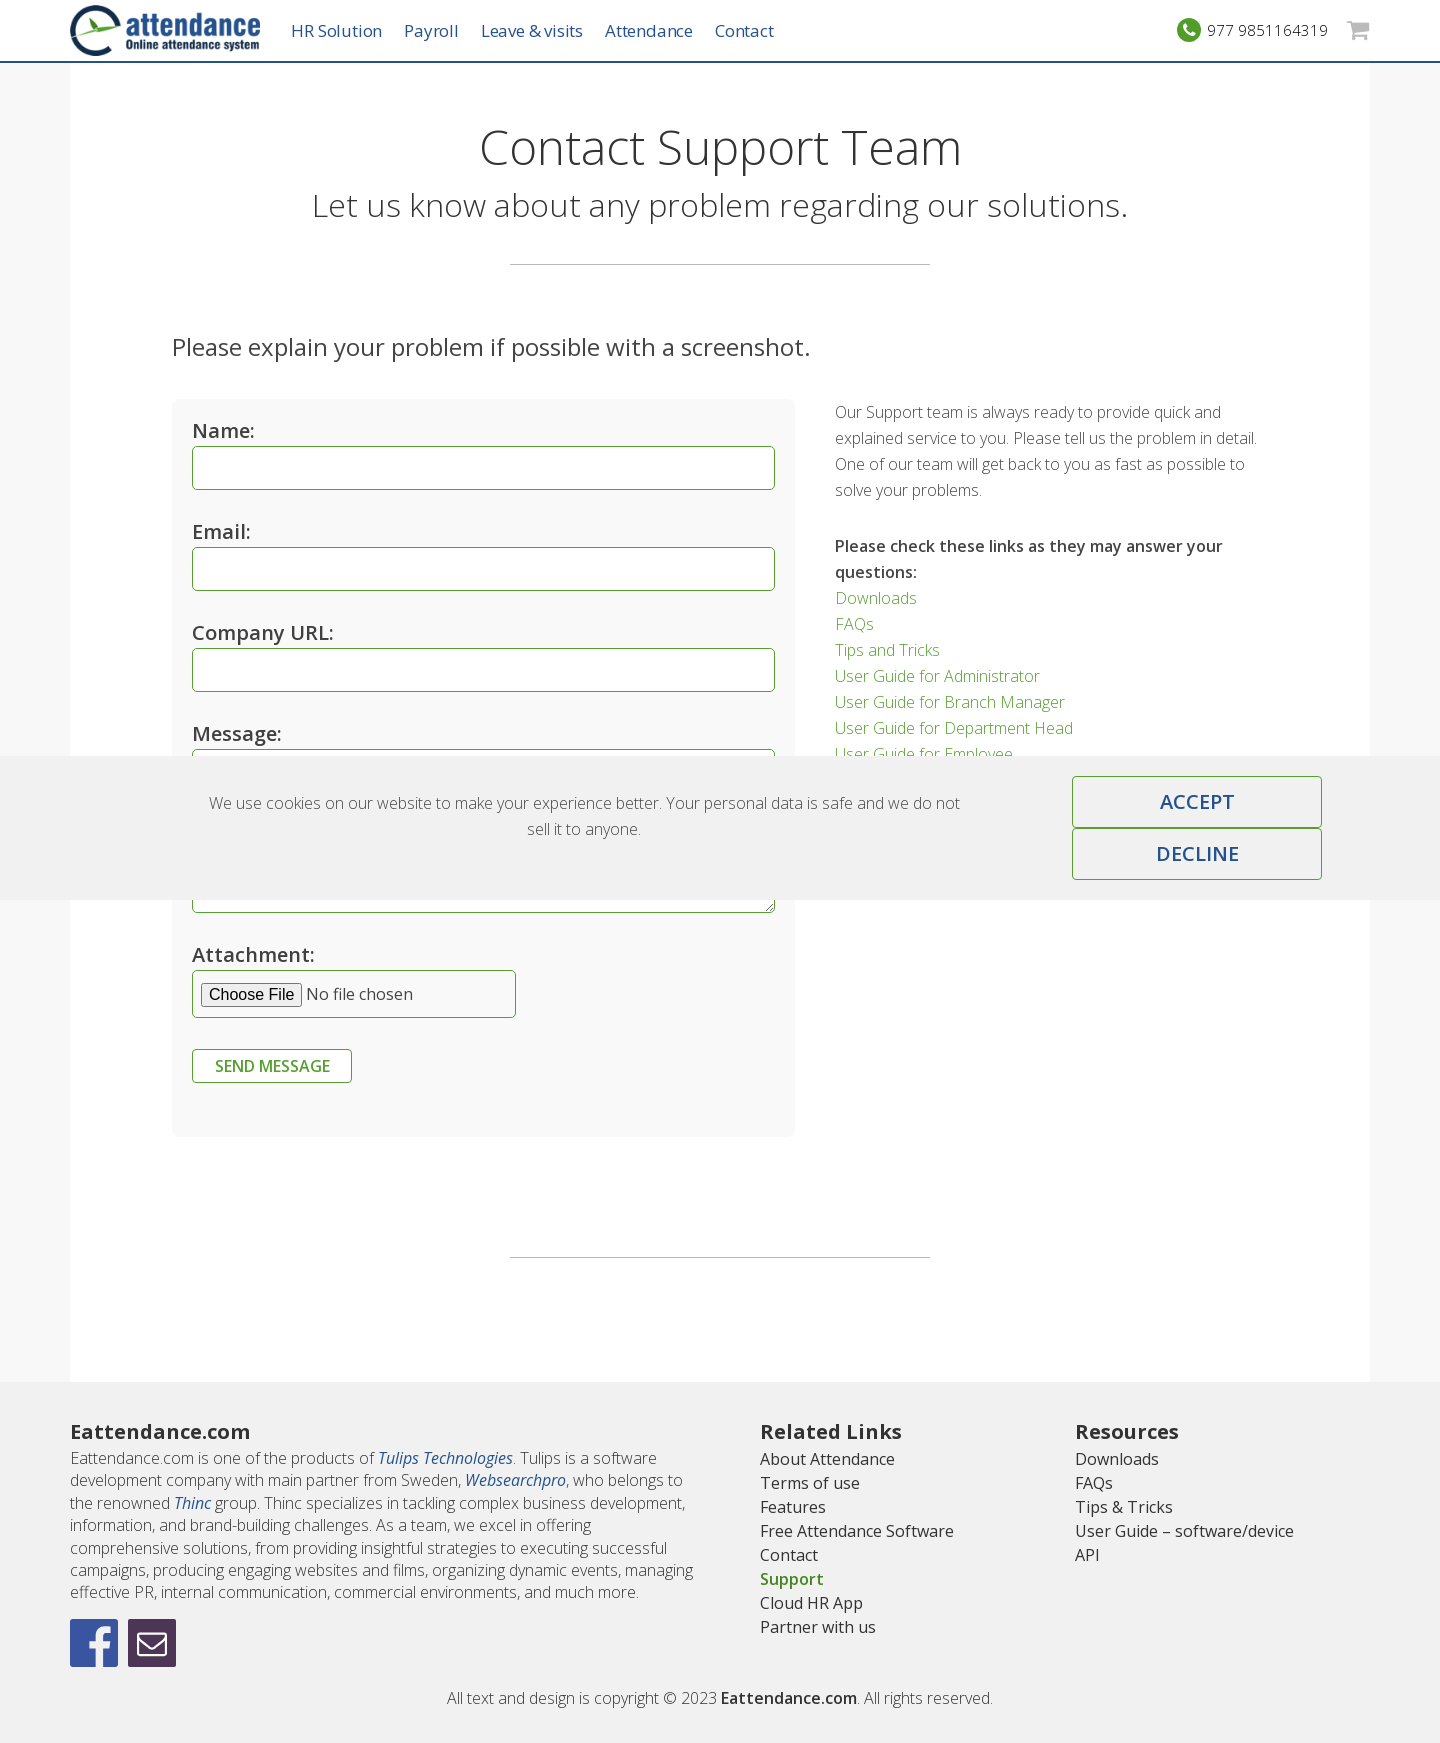 attendance
Online attendance system
HR Solution
Payroll
Leave & visits
Attendance
Contact
977 9851164319
Contact Support Team
Let us know about any problem regarding our solutions.
Please explain your problem if possible with a screenshot.
Name:
Email:
Company URL:
Message:
Our Support team is always ready to provide quick and
explained service to you. Please tell us the problem in detail.
One of our team will get back to you as fast as possible to
solve your problems.
Please check these links as they may answer your
questions:
Downloads
FAQs
Tips and Tricks
User Guide for Administrator
User Guide for Branch Manager
User Guide for Department Head
User Guide for Employee
We use cookies on our website to make your experience better. Your personal data is safe and we do not
sell it to anyone.
ACCEPT
DECLINE
Attachment:
Choose File No file chosen
SEND MESSAGE
Eattendance.com
Eattendance.com is one of the products of Tulips Technologies. Tulips is a software
development company with main partner from Sweden, Websearchpro, who belongs to
the renowned Thinc group. Thinc specializes in tackling complex business development,
information, and brand-building challenges. As a team, we excel in offering
comprehensive solutions, from providing insightful strategies to executing successful
campaigns, producing engaging websites and films, organizing dynamic events, managing
effective PR, internal communication, commercial environments, and much more.
Related Links
About Attendance
Terms of use
Features
Free Attendance Software
Contact
Support
Cloud HR App
Partner with us
Resources
Downloads
FAQs
Tips & Tricks
User Guide – software/device
API
All text and design is copyright © 2023 Eattendance.com. All rights reserved.